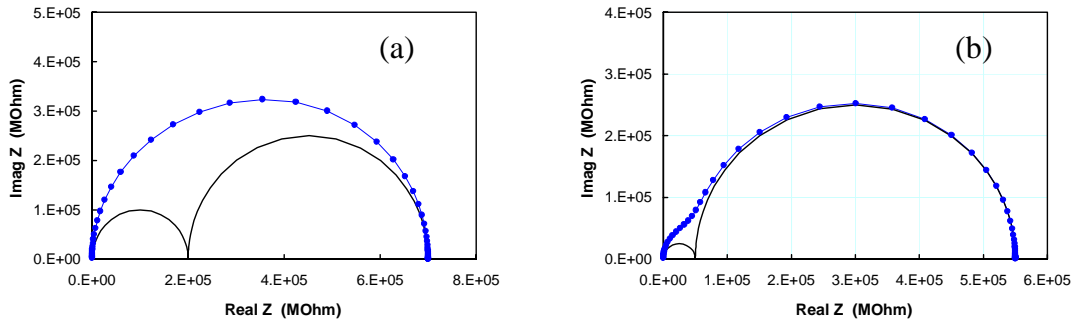 5.E+05
4.E+05
3.E+05
2.E+05
1.E+05
0.E+00
Imag Z (MOhm)
(a)
0.E+00 2.E+05 4.E+05 6.E+05 8.E+05
Real Z (MOhm)
4.E+05
3.E+05
2.E+05
1.E+05
0.E+00
Imag Z (MOhm)
(b)
0.E+00 1.E+05 2.E+05 3.E+05 4.E+05 5.E+05 6.E+05
Real Z (MOhm)